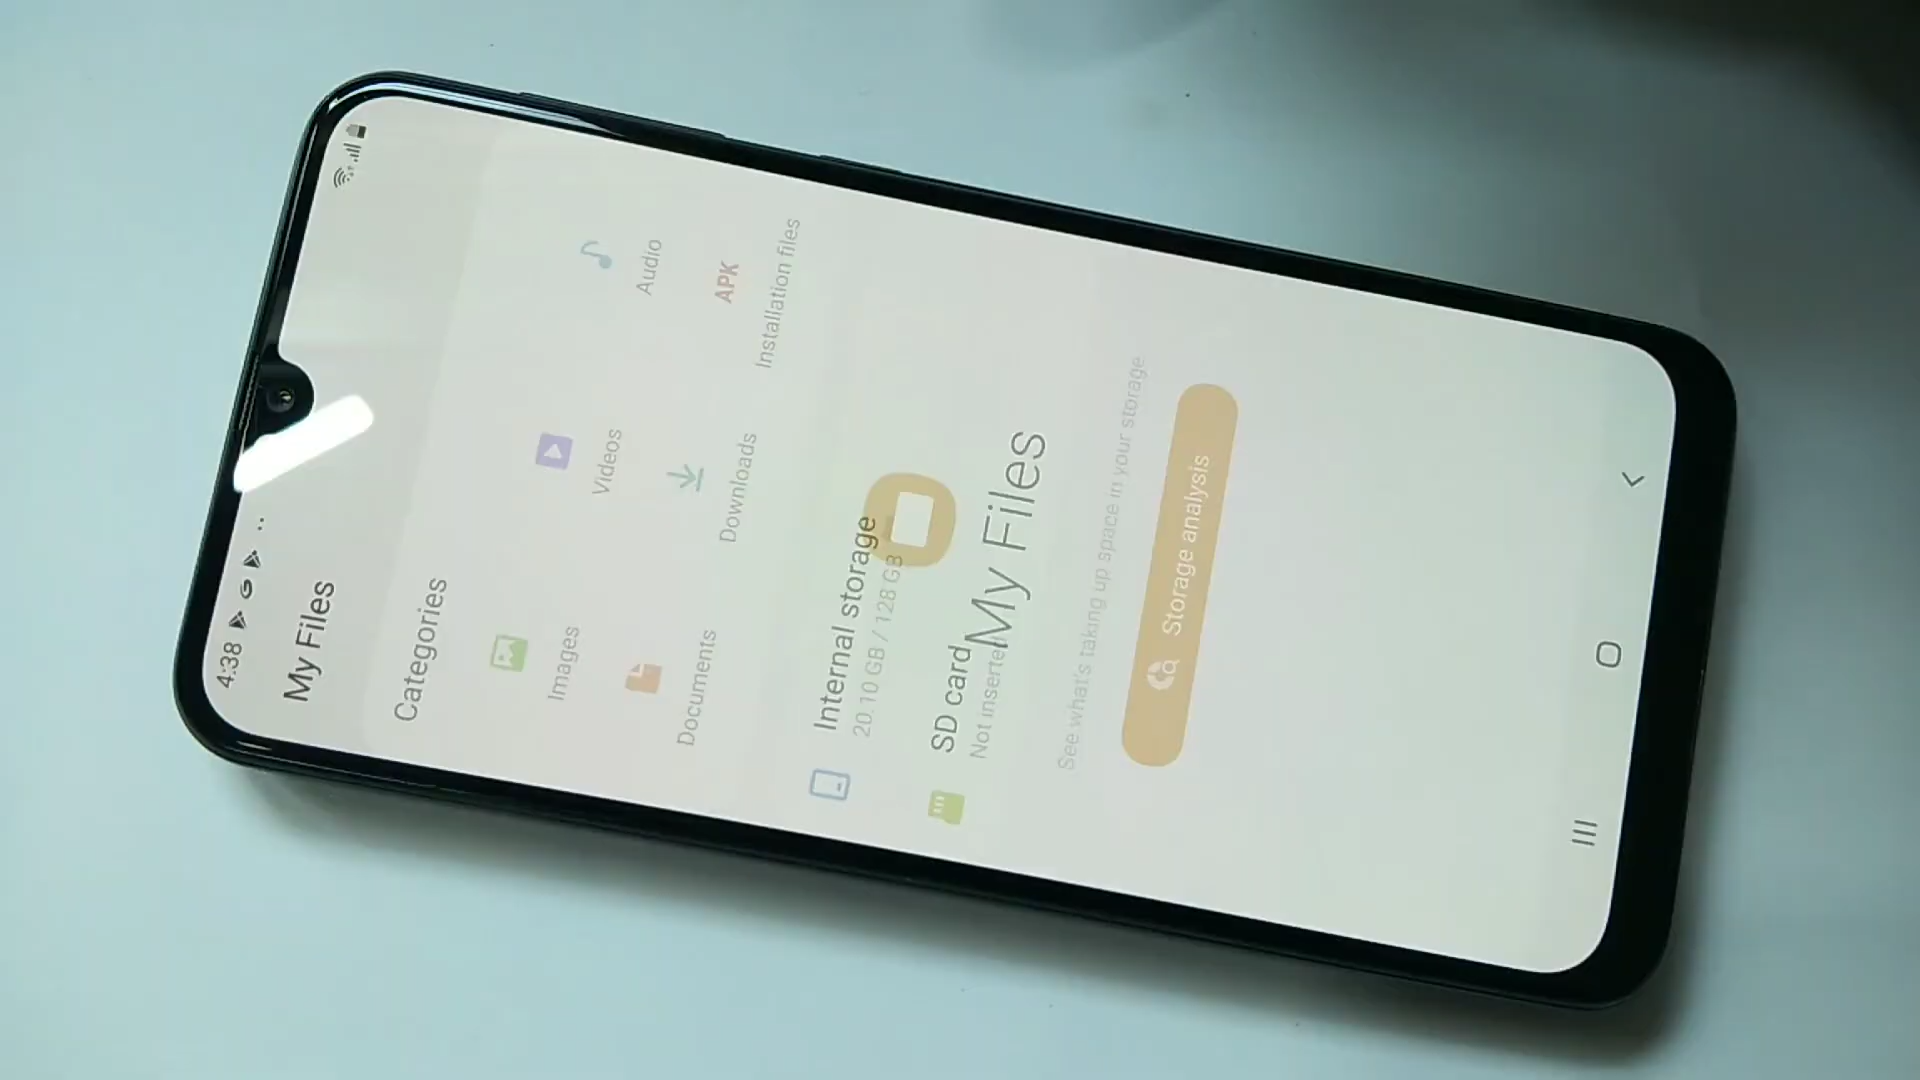 4:38
My Files
Categories
Images
Videos
Audio
Documents
Downloads
APK
Installation files
Internal storage
20.10 GB / 128 GB
My Files
SD card
Not inserted
See what's taking up space in your storage
Storage analysis